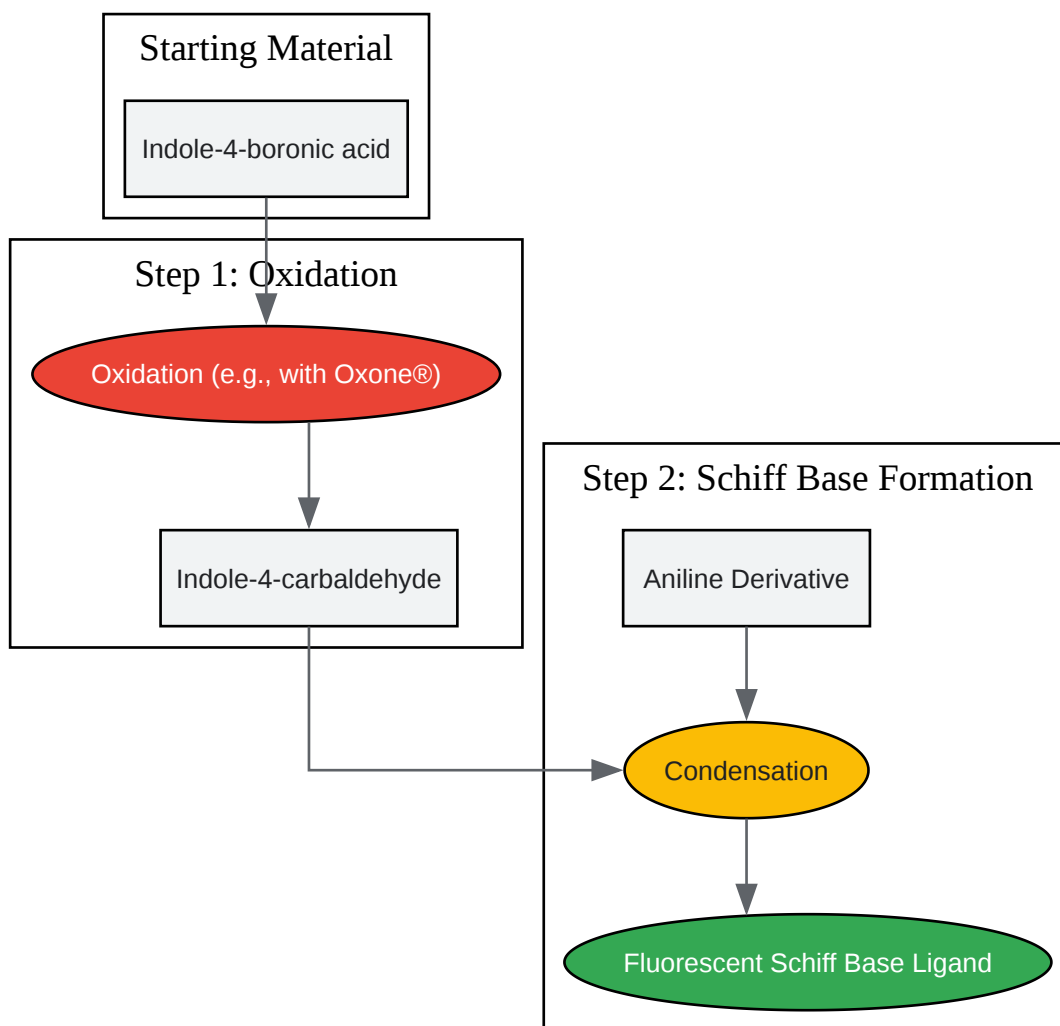 Starting Material
Indole-4-boronic acid
Step 1: Oxidation
Oxidation (e.g., with Oxone®)
Indole-4-carbaldehyde
Step 2: Schiff Base Formation
Aniline Derivative
Condensation
Fluorescent Schiff Base Ligand